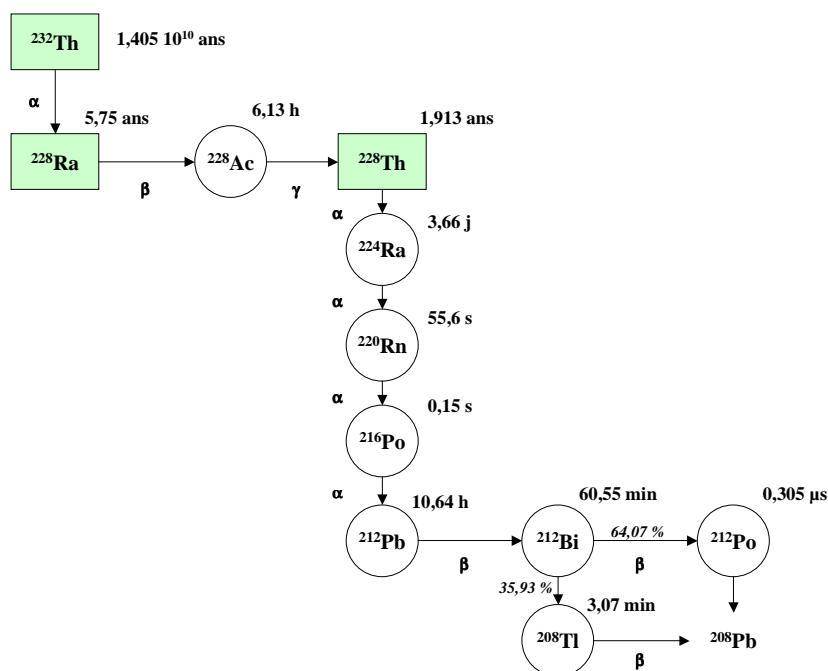 ²³²Th 1,405 10¹⁰ ans
α
5,75 ans 6,13 h 1,913 ans
²²⁸Ra ²²⁸Ac ²²⁸Th
β γ
α 3,66 j
²²⁴Ra
α 55,6 s
²²⁰Rn
α 0,15 s
²¹⁶Po
α 10,64 h 60,55 min 0,305 µs
²¹²Pb ²¹²Bi 64,07 % ²¹²Po
β β
35,93 % 3,07 min
²⁰⁸Tl ²⁰⁸Pb
β